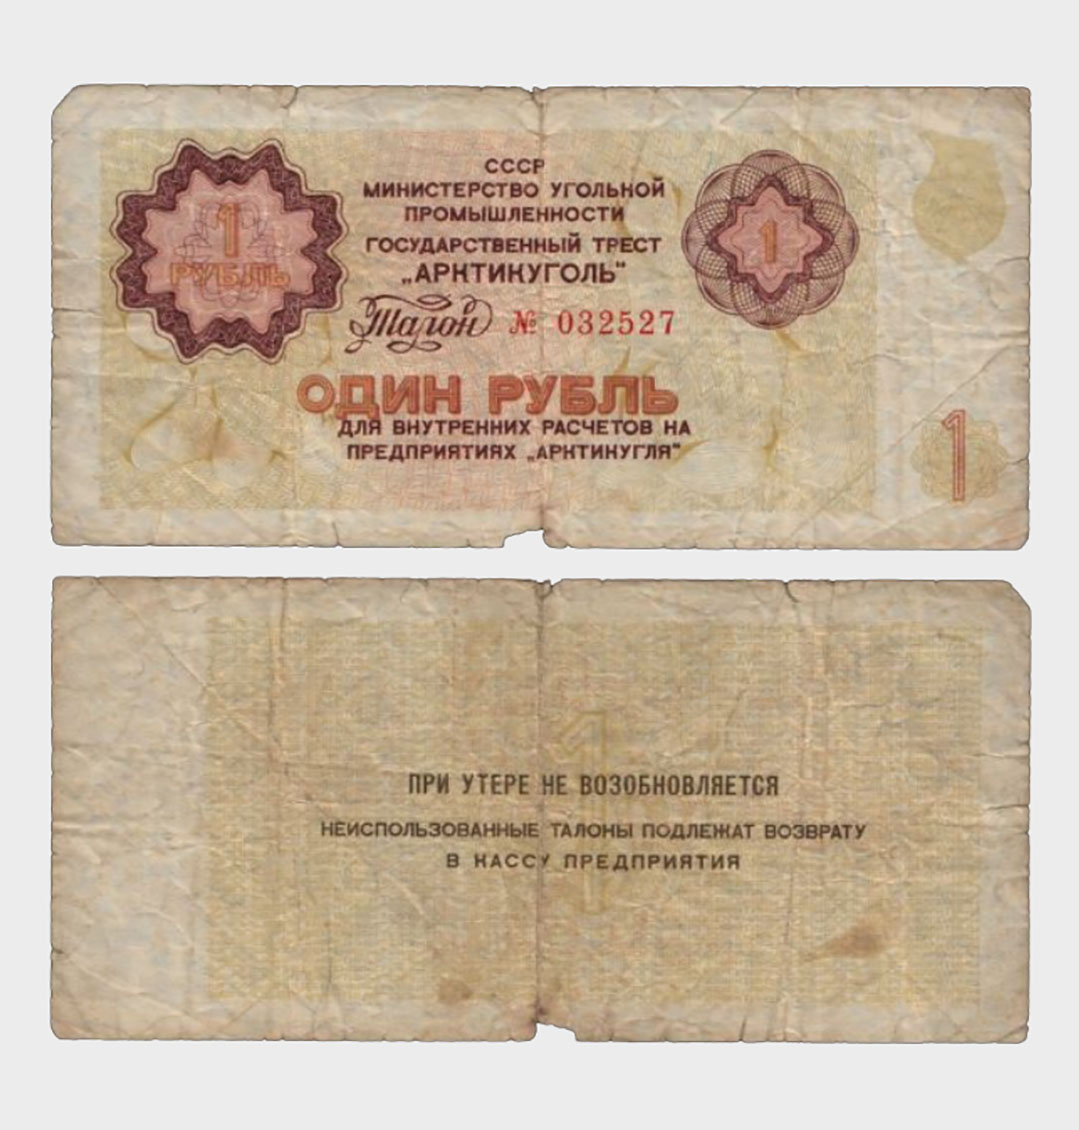 1
РУБЛЬ
СССР
МИНИСТЕРСТВО УГОЛЬНОЙ
ПРОМЫШЛЕННОСТИ
ГОСУДАРСТВЕННЫЙ ТРЕСТ
„АРКТИКУГОЛЬ"
Талон № 032527
1
ОДИН РУБЛЬ
ДЛЯ ВНУТРЕННИХ РАСЧЕТОВ НА
ПРЕДПРИЯТИЯХ „АРКТИКУГЛЯ"
1
1
ПРИ УТЕРЕ НЕ ВОЗОБНОВЛЯЕТСЯ
НЕИСПОЛЬЗОВАННЫЕ ТАЛОНЫ ПОДЛЕЖАТ ВОЗВРАТУ
В КАССУ ПРЕДПРИЯТИЯ